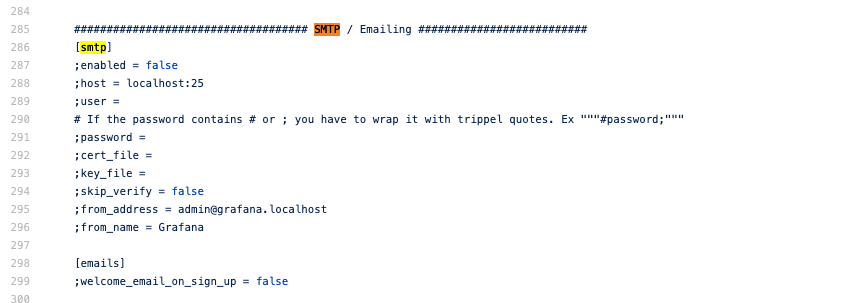 284
285 #################################### SMTP / Emailing ##########################
286 [smtp]
287 ;enabled = false
288 ;host = localhost:25
289 ;user =
290 # If the password contains # or ; you have to wrap it with trippel quotes. Ex """#password;"""
291 ;password =
292 ;cert_file =
293 ;key_file =
294 ;skip_verify = false
295 ;from_address = admin@grafana.localhost
296 ;from_name = Grafana
297
298 [emails]
299 ;welcome_email_on_sign_up = false
300